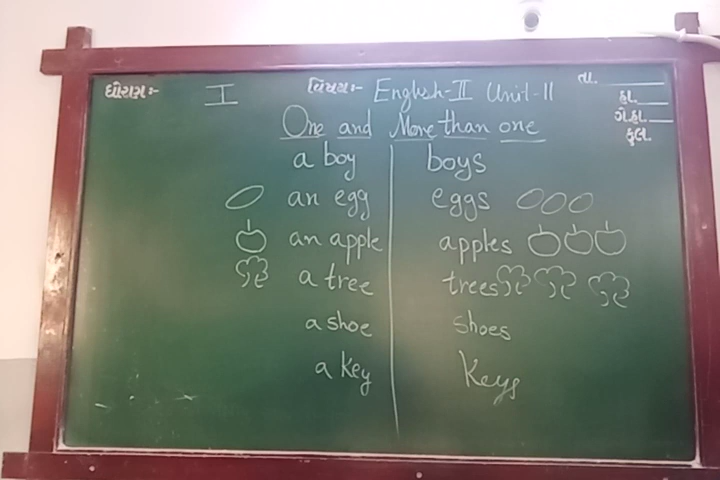 ધોરણ:- I વિષય:- English-II Unit-11 તા.
હા.
ગે.હા.
કુલ.
One and More than one
a boy boys
an egg eggs
an apple apples
a tree trees
a shoe shoes
a key keys